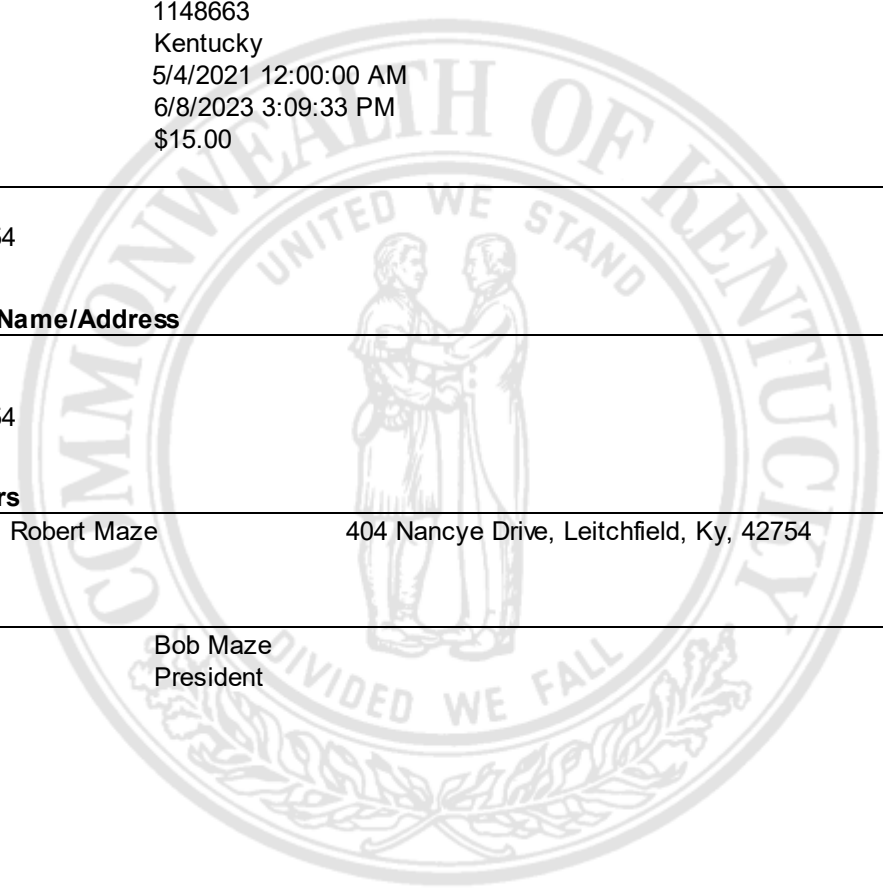 1148663
Kentucky
5/4/2021 12:00:00 AM
6/8/2023 3:09:33 PM
$15.00
54
Name/Address
54
rs
Robert Maze 404 Nancye Drive, Leitchfield, Ky, 42754
Bob Maze
President
COMMONWEALTH OF KENTUCKY
UNITED WE STAND
DIVIDED WE FALL